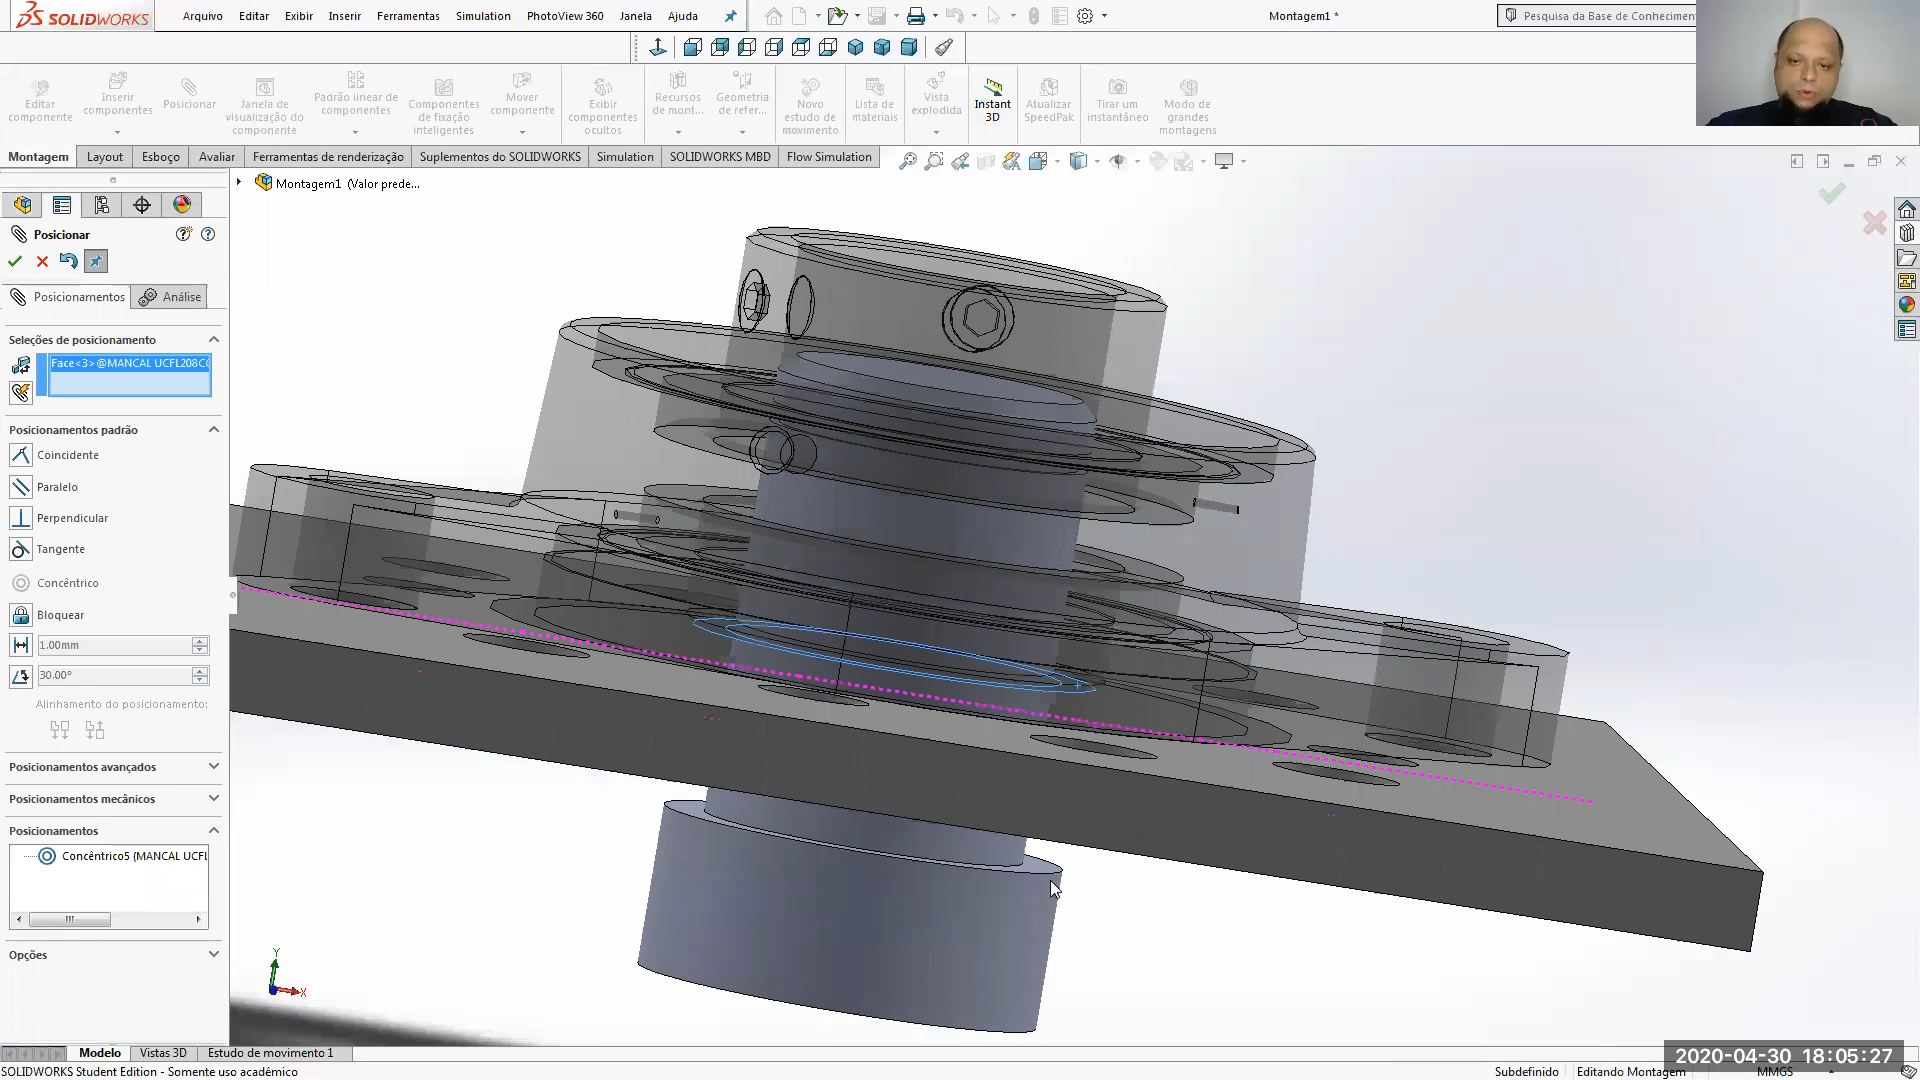 SOLIDWORKS
Arquivo Editar Exibir Inserir Ferramentas Simulation PhotoView 360 Janela Ajuda
Montagem1 *
Pesquisa da Base de Conheciment
Editar componente
Inserir componentes
Posicionar
Janela de visualização do componente
Padrão linear de componentes
Componentes de fixação inteligentes
Mover componente
Exibir componentes ocultos
Recursos de mont...
Geometria de refer...
Novo estudo de movimento
Lista de materiais
Vista explodida
Instant 3D
Atualizar SpeedPak
Tirar um instantâneo
Modo de grandes montagens
Montagem Layout Esboço Avaliar Ferramentas de renderização Suplementos do SOLIDWORKS Simulation SOLIDWORKS MBD Flow Simulation
Montagem1 (Valor prede...
Posicionar
Posicionamentos Análise
Seleções de posicionamento
Face<3>@MANCAL UCFL208CC
Posicionamentos padrão
Coincidente
Paralelo
Perpendicular
Tangente
Concêntrico
Bloquear
1.00mm
30.00°
Alinhamento do posicionamento:
Posicionamentos avançados
Posicionamentos mecânicos
Posicionamentos
Concêntrico5 (MANCAL UCFL
Opções
Y
X
Modelo Vistas 3D Estudo de movimento 1
2020-04-30 18:05:27
SOLIDWORKS Student Edition - Somente uso acadêmico
Subdefinido Editando Montagem MMGS